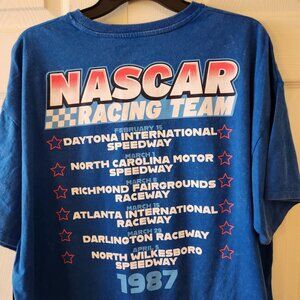 NASCAR
RACING TEAM
FEBRUARY 15
DAYTONA INTERNATIONAL
SPEEDWAY
MARCH 1
NORTH CAROLINA MOTOR
SPEEDWAY
MARCH 8
RICHMOND FAIRGROUNDS
RACEWAY
MARCH 15
ATLANTA INTERNATIONAL
RACEWAY
MARCH 29
DARLINGTON RACEWAY
APRIL 5
NORTH WILKESBORO
SPEEDWAY
1987